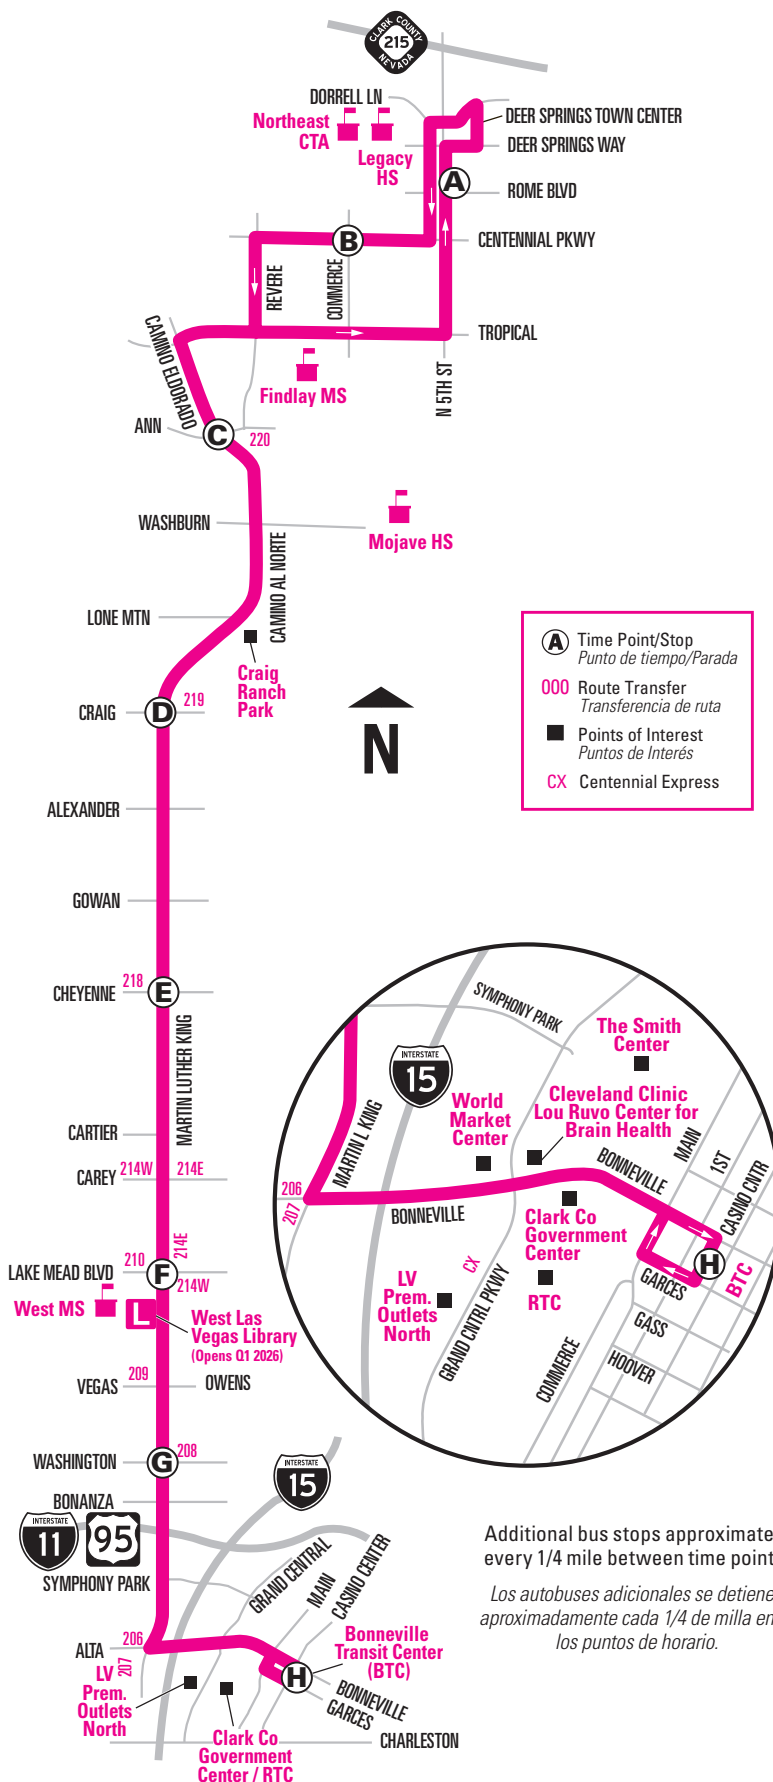 CLARK COUNTY
215
NEVADA
DORRELL LN
Northeast
CTA
Legacy
HS
DEER SPRINGS TOWN CENTER
DEER SPRINGS WAY
A
ROME BLVD
B
CENTENNIAL PKWY
REVERE
COMMERCE
CAMINO ELDORADO
TROPICAL
N 5TH ST
Findlay MS
ANN
C
220
WASHBURN
Mojave HS
CAMINO AL NORTE
LONE MTN
Craig
Ranch
Park
CRAIG
D
219
N
A
Time Point/Stop
Punto de tiempo/Parada
000
Route Transfer
Transferencia de ruta
Points of Interest
Puntos de Interés
CX
Centennial Express
ALEXANDER
GOWAN
CHEYENNE
218
E
MARTIN LUTHER KING
CARTIER
CAREY
214W
214E
214E
LAKE MEAD BLVD
210
F
214W
West MS
L
West Las
Vegas Library
(Opens Q1 2026)
VEGAS
209
OWENS
WASHINGTON
G
208
BONANZA
INTERSTATE
11
95
INTERSTATE
15
SYMPHONY PARK
GRAND CENTRAL
MAIN
CASINO CENTER
ALTA
206
207
LV
Prem.
Outlets
North
Bonneville
Transit Center
(BTC)
H
BONNEVILLE
GARCES
CHARLESTON
Clark Co
Government
Center / RTC
SYMPHONY PARK
The Smith
Center
INTERSTATE
15
World
Market
Center
Cleveland Clinic
Lou Ruvo Center for
Brain Health
MARTIN L KING
206
207
BONNEVILLE
BONNEVILLE
MAIN
1ST
CASINO CNTR
Clark Co
Government
Center
CX
GRAND CNTRL PKWY
RTC
LV
Prem.
Outlets
North
H
BTC
GARCES
GASS
HOOVER
COMMERCE
Additional bus stops approximate
every 1/4 mile between time point
Los autobuses adicionales se detiene
aproximadamente cada 1/4 de milla en
los puntos de horario.